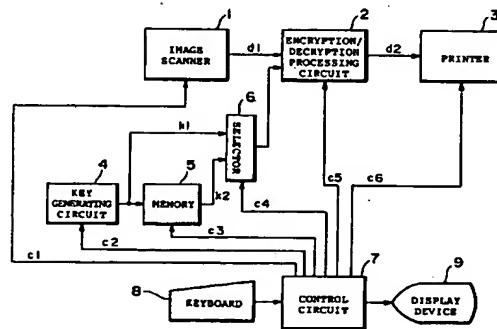 1
2
3
IMAGE
SCANNER
d1
ENCRYPTION/
DECRYPTION
PROCESSING
CIRCUIT
d2
PRINTER
6
SELECTOR
k1
4
5
KEY
GENERATING
CIRCUIT
MEMORY
k2
c5
c6
c4
c3
c2
c1
7
8
9
KEYBOARD
CONTROL
CIRCUIT
DISPLAY
DEVICE